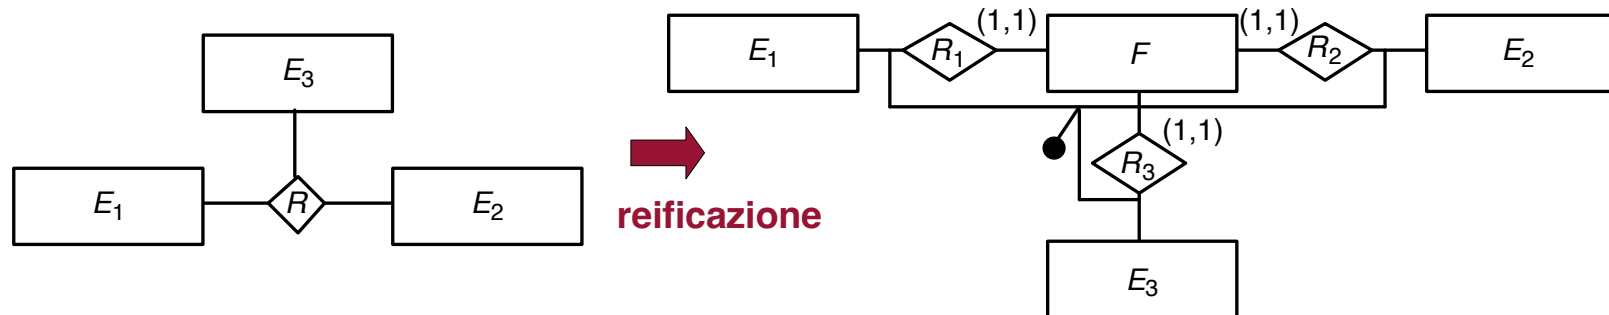 E3
E1
R
E2
reificazione
E1
R1
(1,1)
F
(1,1)
R2
E2
(1,1)
R3
E3